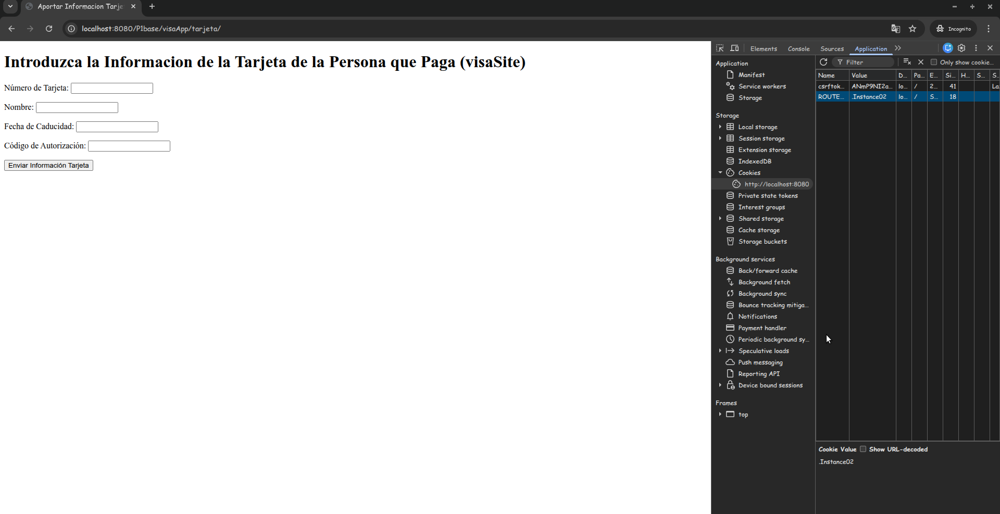 Aportar Informacion Tarje
localhost:8080/P1base/visaApp/tarjeta/
Incognito
Introduzca la Informacion de la Tarjeta de la Persona que Paga (visaSite)
Número de Tarjeta:
Nombre:
Fecha de Caducidad:
Código de Autorización:
Enviar Información Tarjeta
Elements Console Sources Application
Application
Manifest
Service workers
Storage
Storage
Local storage
Session storage
Extension storage
IndexedDB
Cookies
http://localhost:8080
Private state tokens
Interest groups
Shared storage
Cache storage
Storage buckets
Background services
Back/forward cache
Background fetch
Background sync
Bounce tracking mitiga...
Notifications
Payment handler
Periodic background sy...
Speculative loads
Push messaging
Reporting API
Device bound sessions
Frames
top
Filter Only show cookie...
Name Value D... Pa... E... Si... H... S... S...
csrftok... ANmP9NI2a... lo... / 2... 41 La
ROUTE... .Instance02 lo... / S... 18
Cookie Value Show URL-decoded
.Instance02